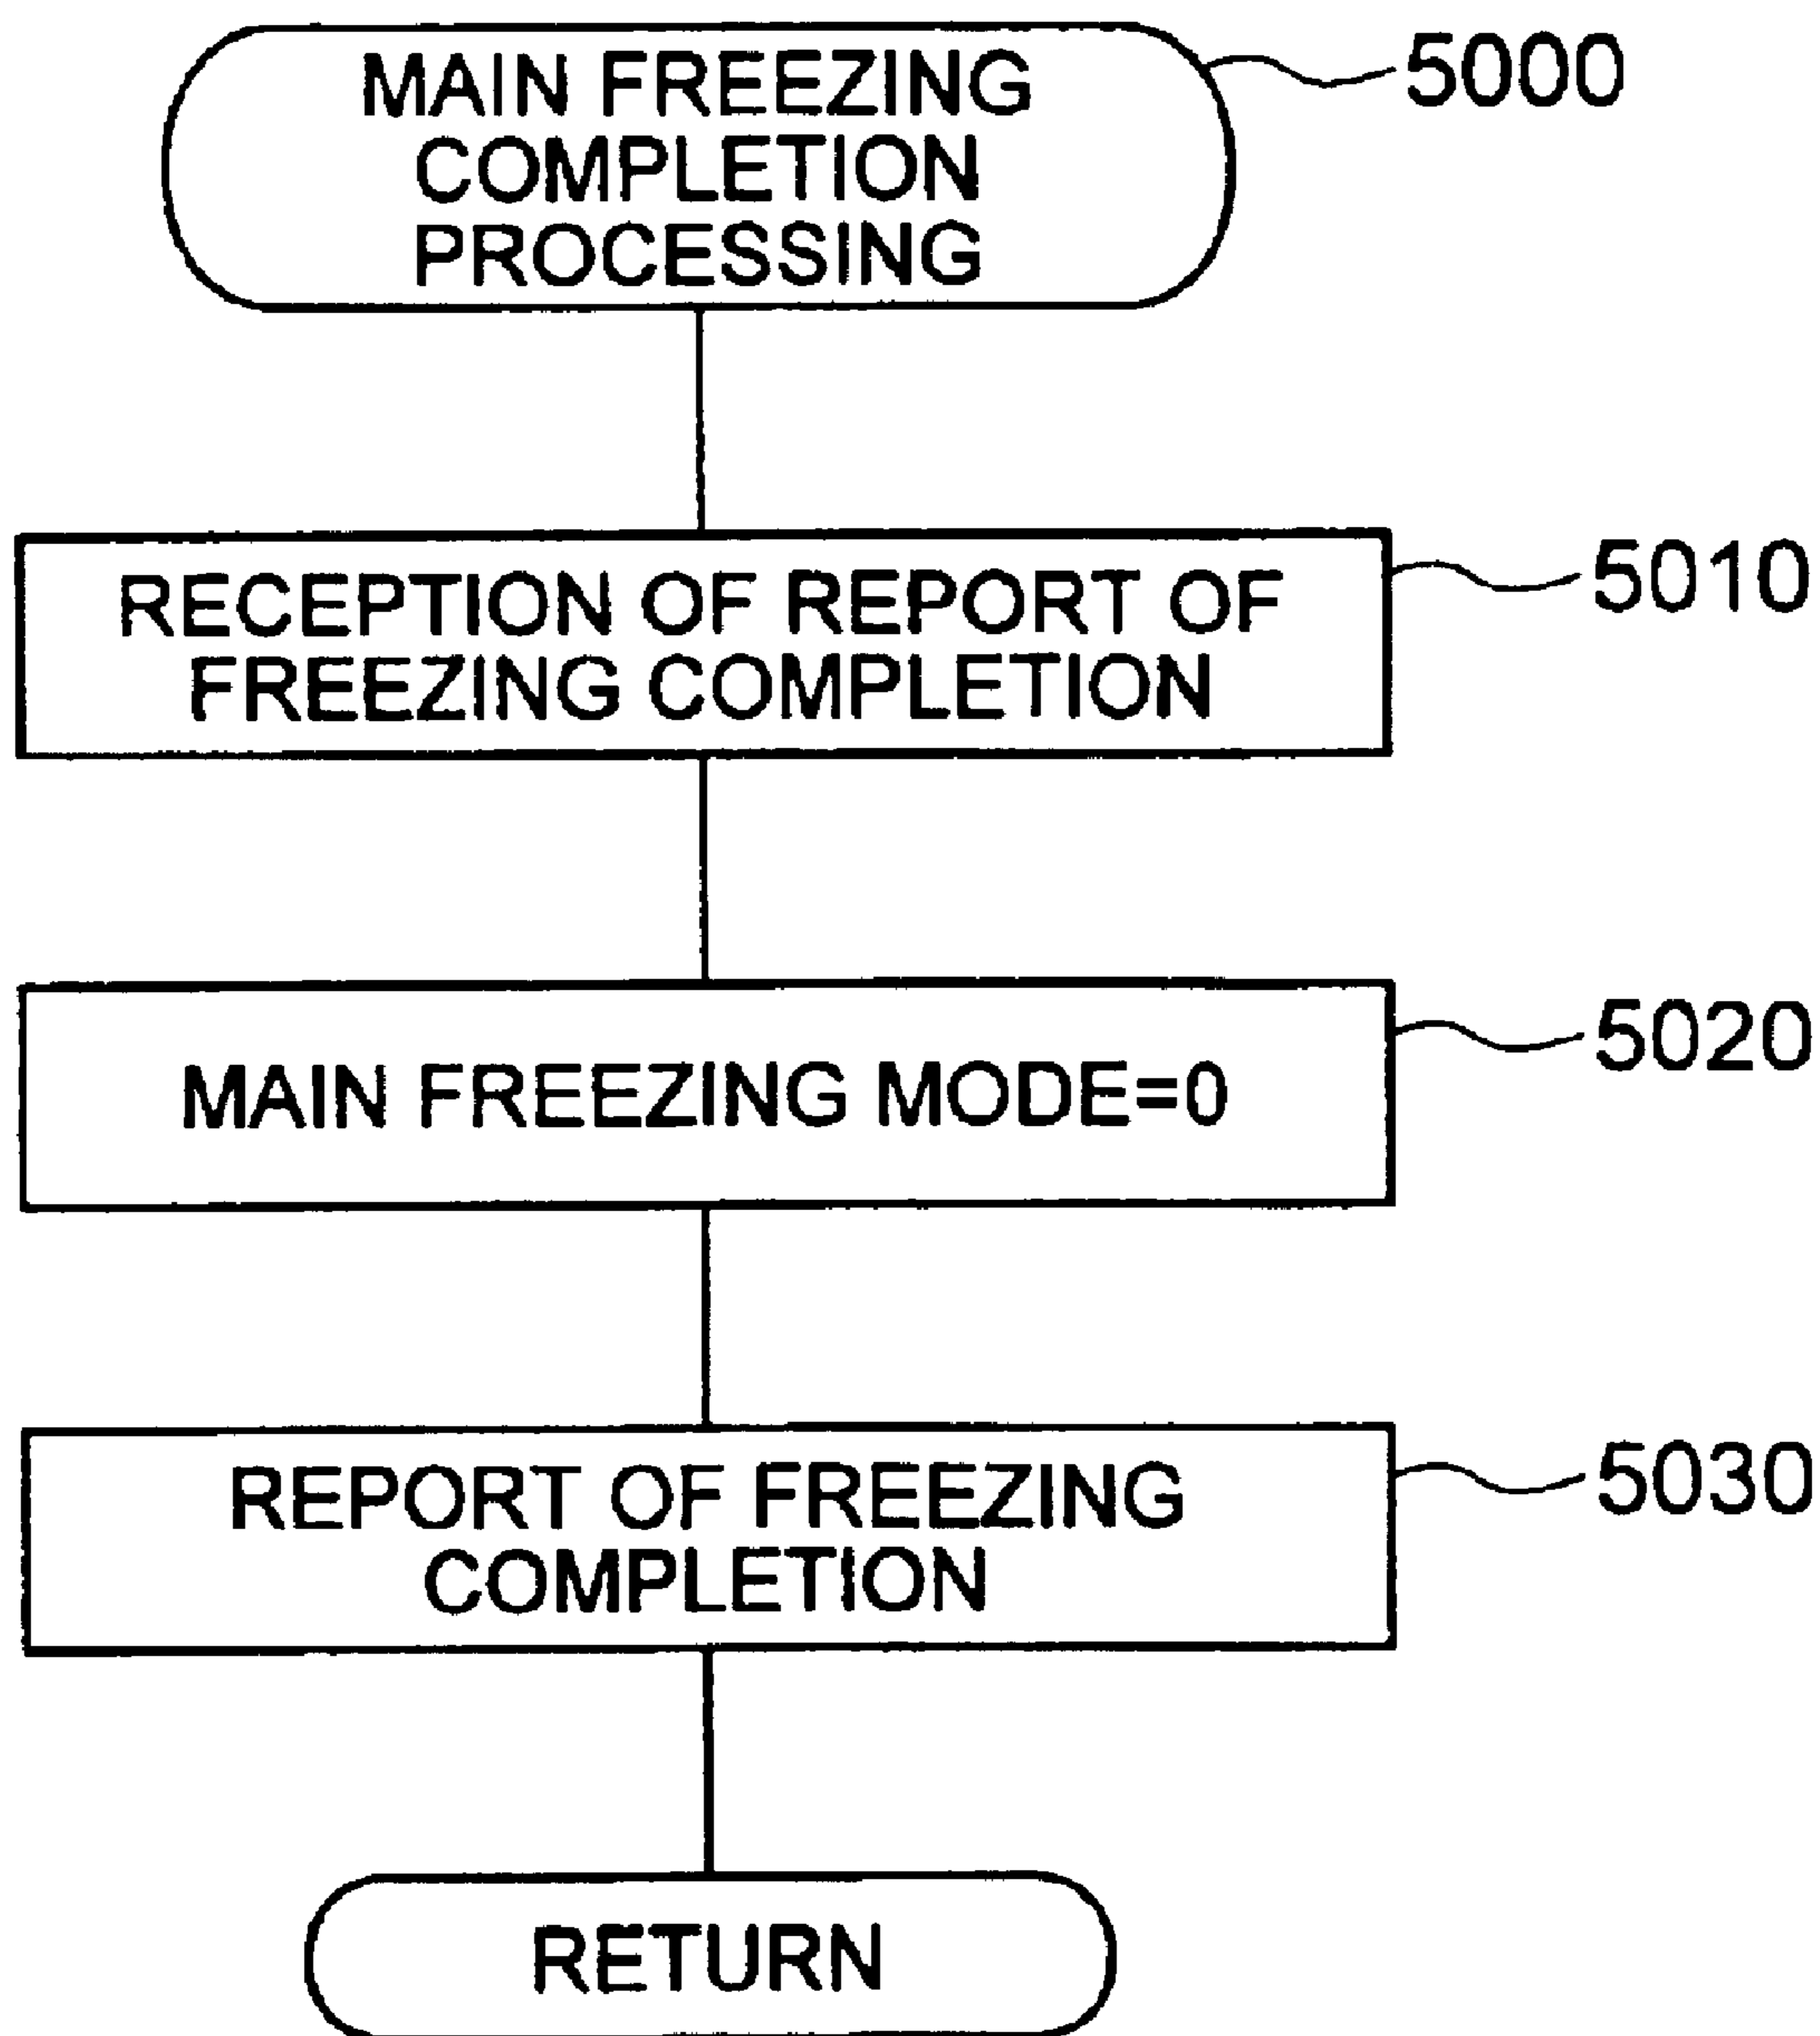 MAIN FREEZING
COMPLETION
PROCESSING
5000
RECEPTION OF REPORT OF
FREEZING COMPLETION
5010
MAIN FREEZING MODE=0
5020
REPORT OF FREEZING
COMPLETION
5030
RETURN